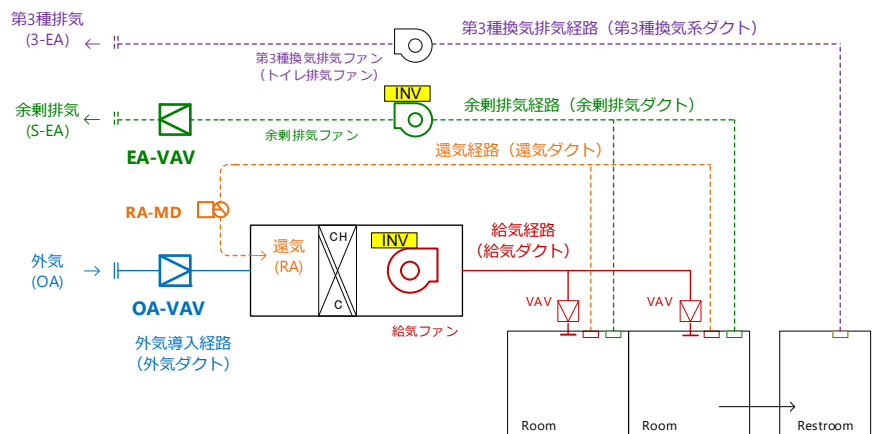 第3種排気
(3-EA)
第3種換気排気経路（第3種換気系ダクト）
第3種換気排気ファン
（トイレ排気ファン）
余剰排気
(S-EA)
INV
余剰排気経路（余剰排気ダクト）
余剰排気ファン
EA-VAV
還気経路（還気ダクト）
RA-MD
還気
(RA)
CH
C
INV
給気経路
（給気ダクト）
外気
(OA)
OA-VAV
外気導入経路
（外気ダクト）
給気ファン
VAV
VAV
Room
Room
Restroom